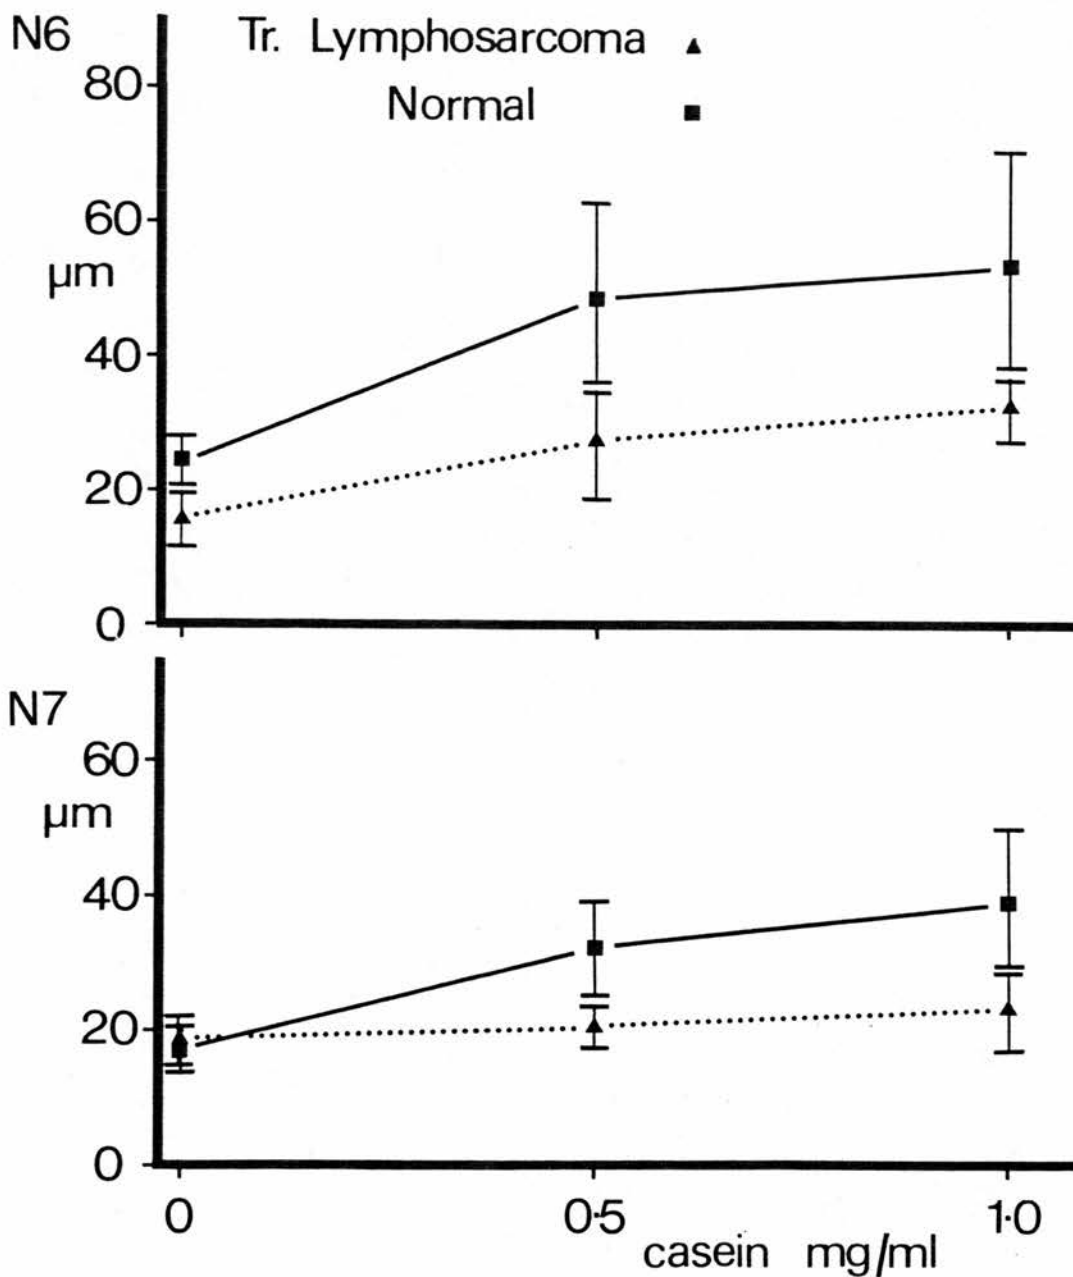 N6
Tr. Lymphosarcoma ▲
Normal ■
80
60
µm
40
20
0
N7
60
µm
40
20
0
0 0·5 1·0
casein mg/ml